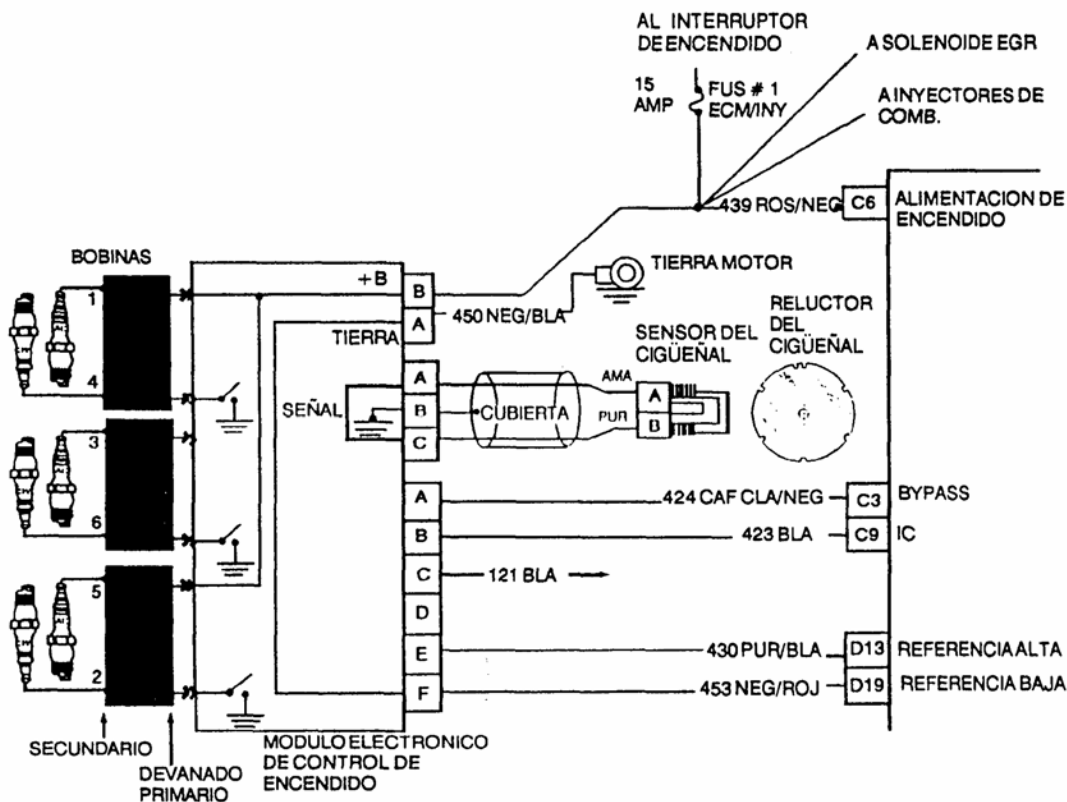 AL INTERRUPTOR
DE ENCENDIDO
A SOLENOIDE EGR
15
AMP
FUS # 1
ECM/INY
A INYECTORES DE
COMB.
439 ROS/NEG
C6
ALIMENTACION DE
ENCENDIDO
BOBINAS
+B
B
TIERRA MOTOR
1
450 NEG/BLA
A
TIERRA
RELUCTOR
DEL
CIGÜEÑAL
SENSOR DEL
CIGÜEÑAL
4
SEÑAL
A
B
C
CUBIERTA
AMA
PUR
A
B
3
6
A
424 CAF CLA/NEG
C3
BYPASS
B
423 BLA
C9
IC
C
121 BLA
D
5
E
430 PUR/BLA
D13
REFERENCIA ALTA
2
F
453 NEG/ROJ
D19
REFERENCIA BAJA
SECUNDARIO
DEVANADO
PRIMARIO
MODULO ELECTRONICO
DE CONTROL DE
ENCENDIDO